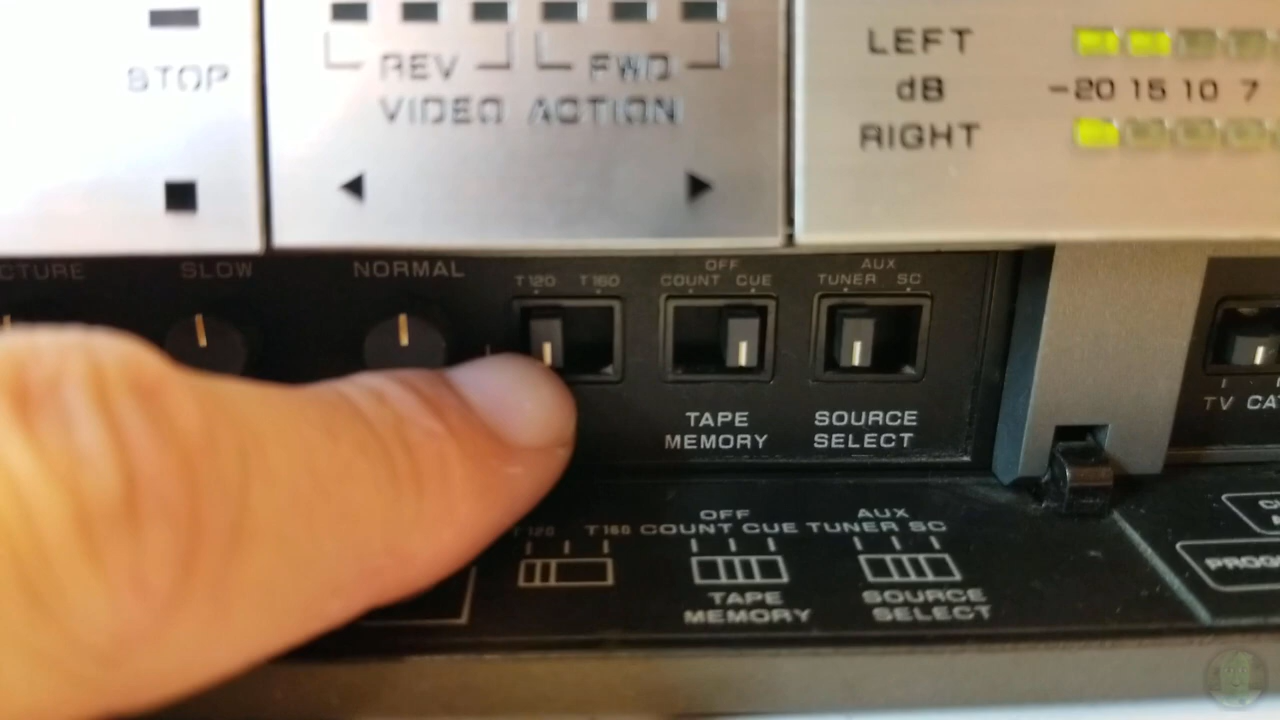 STOP
REV FWD
VIDEO ACTION
LEFT
dB -20 15 10 7
RIGHT
CTURE SLOW NORMAL
T120 T160
OFF
COUNT CUE
AUX
TUNER SC
TAPE
MEMORY
SOURCE
SELECT
TV CAT
T120 T160
OFF
COUNT CUE
AUX
TUNER SC
TAPE
MEMORY
SOURCE
SELECT
PROG